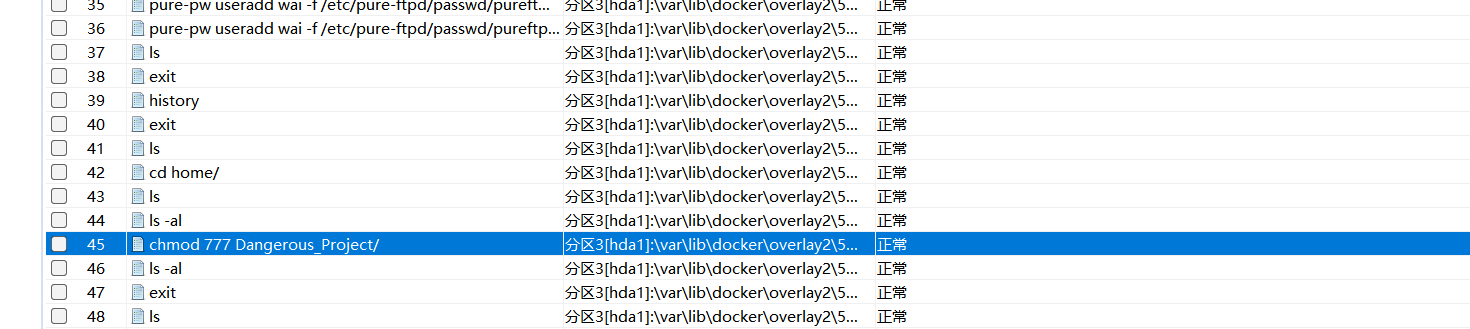 35 pure-pw useradd wai -f /etc/pure-ftpd/passwd/pureft... 分区3[hda1]:\var\lib\docker\overlay2\5... 正常
36 pure-pw useradd wai -f /etc/pure-ftpd/passwd/pureftp... 分区3[hda1]:\var\lib\docker\overlay2\5... 正常
37 ls 分区3[hda1]:\var\lib\docker\overlay2\5... 正常
38 exit 分区3[hda1]:\var\lib\docker\overlay2\5... 正常
39 history 分区3[hda1]:\var\lib\docker\overlay2\5... 正常
40 exit 分区3[hda1]:\var\lib\docker\overlay2\5... 正常
41 ls 分区3[hda1]:\var\lib\docker\overlay2\5... 正常
42 cd home/ 分区3[hda1]:\var\lib\docker\overlay2\5... 正常
43 ls 分区3[hda1]:\var\lib\docker\overlay2\5... 正常
44 ls -al 分区3[hda1]:\var\lib\docker\overlay2\5... 正常
45 chmod 777 Dangerous_Project/ 分区3[hda1]:\var\lib\docker\overlay2\5... 正常
46 ls -al 分区3[hda1]:\var\lib\docker\overlay2\5... 正常
47 exit 分区3[hda1]:\var\lib\docker\overlay2\5... 正常
48 ls 分区3[hda1]:\var\lib\docker\overlay2\5... 正常